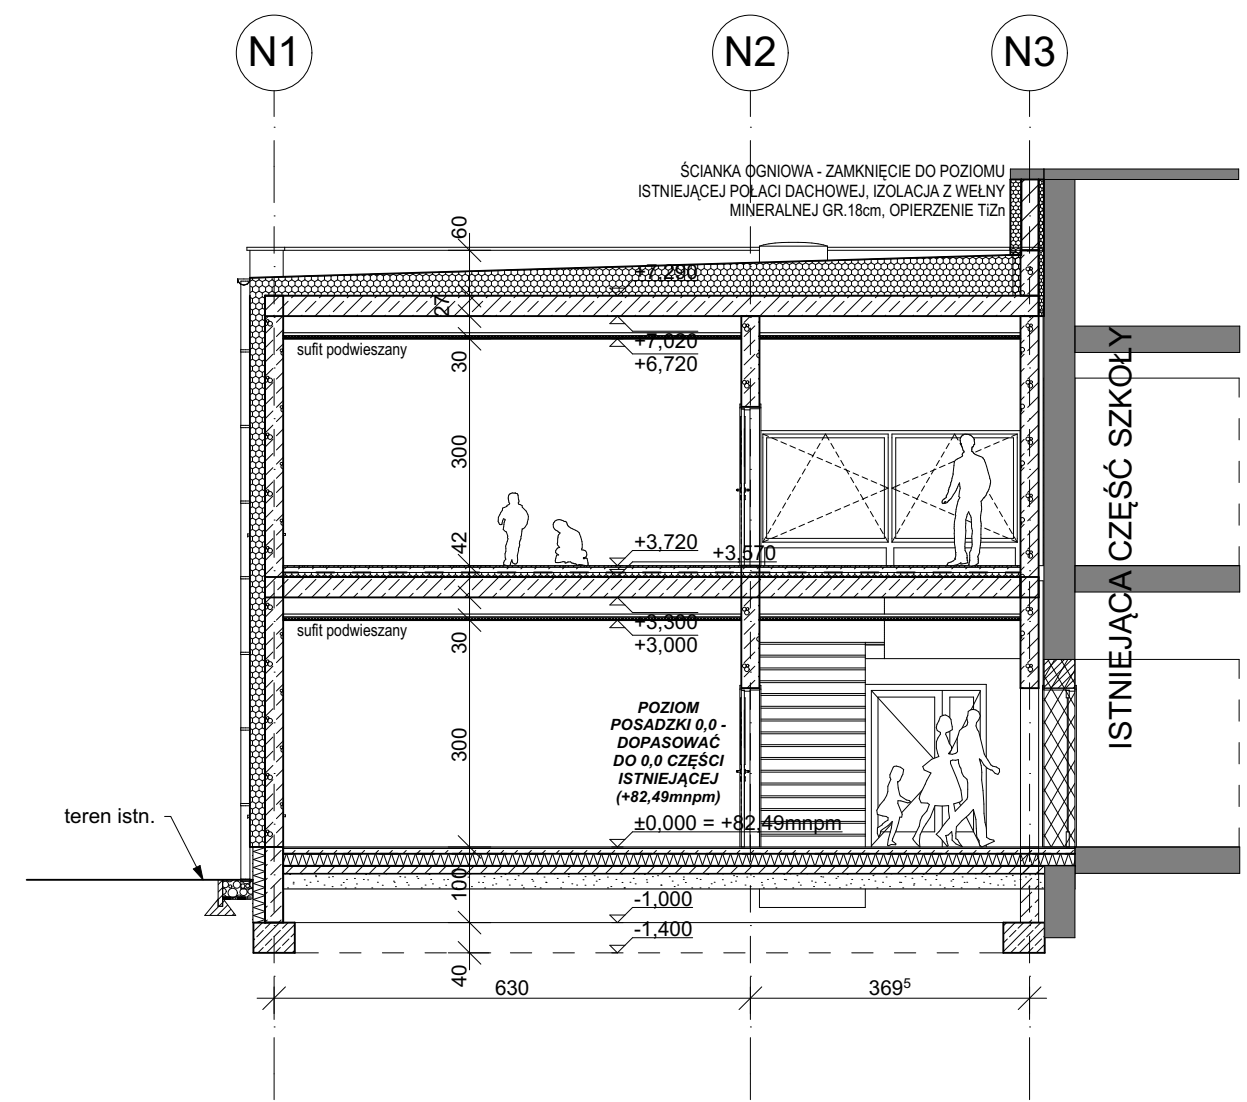 N1
N2
N3
ŚCIANKA OGNIOWA - ZAMKNIĘCIE DO POZIOMU
ISTNIEJĄCEJ POŁACI DACHOWEJ, IZOLACJA Z WEŁNY
MINERALNEJ GR.18cm, OPIERZENIE TiZn
60
+7,290
27
+7,020
sufit podwieszany
30
+6,720
300
ISTNIEJĄCA CZĘŚĆ SZKOŁY
42
+3,720
+3,570
+3,300
sufit podwieszany
30
+3,000
POZIOM
POSADZKI 0,0 -
DOPASOWAĆ
DO 0,0 CZĘŚCI
ISTNIEJĄCEJ
(+82,49mnpm)
300
teren istn.
±0,000 = +82,49mnpm
100
-1,000
-1,400
40
630
369⁵